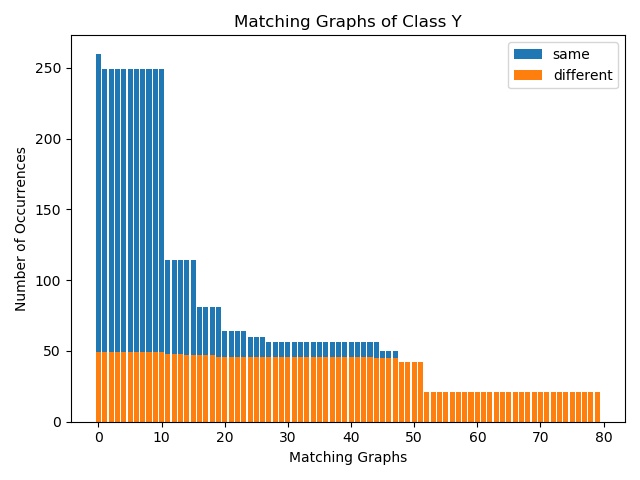 Matching Graphs of Class Y
same
different
Number of Occurrences
250
200
150
100
50
0
0 10 20 30 40 50 60 70 80
Matching Graphs